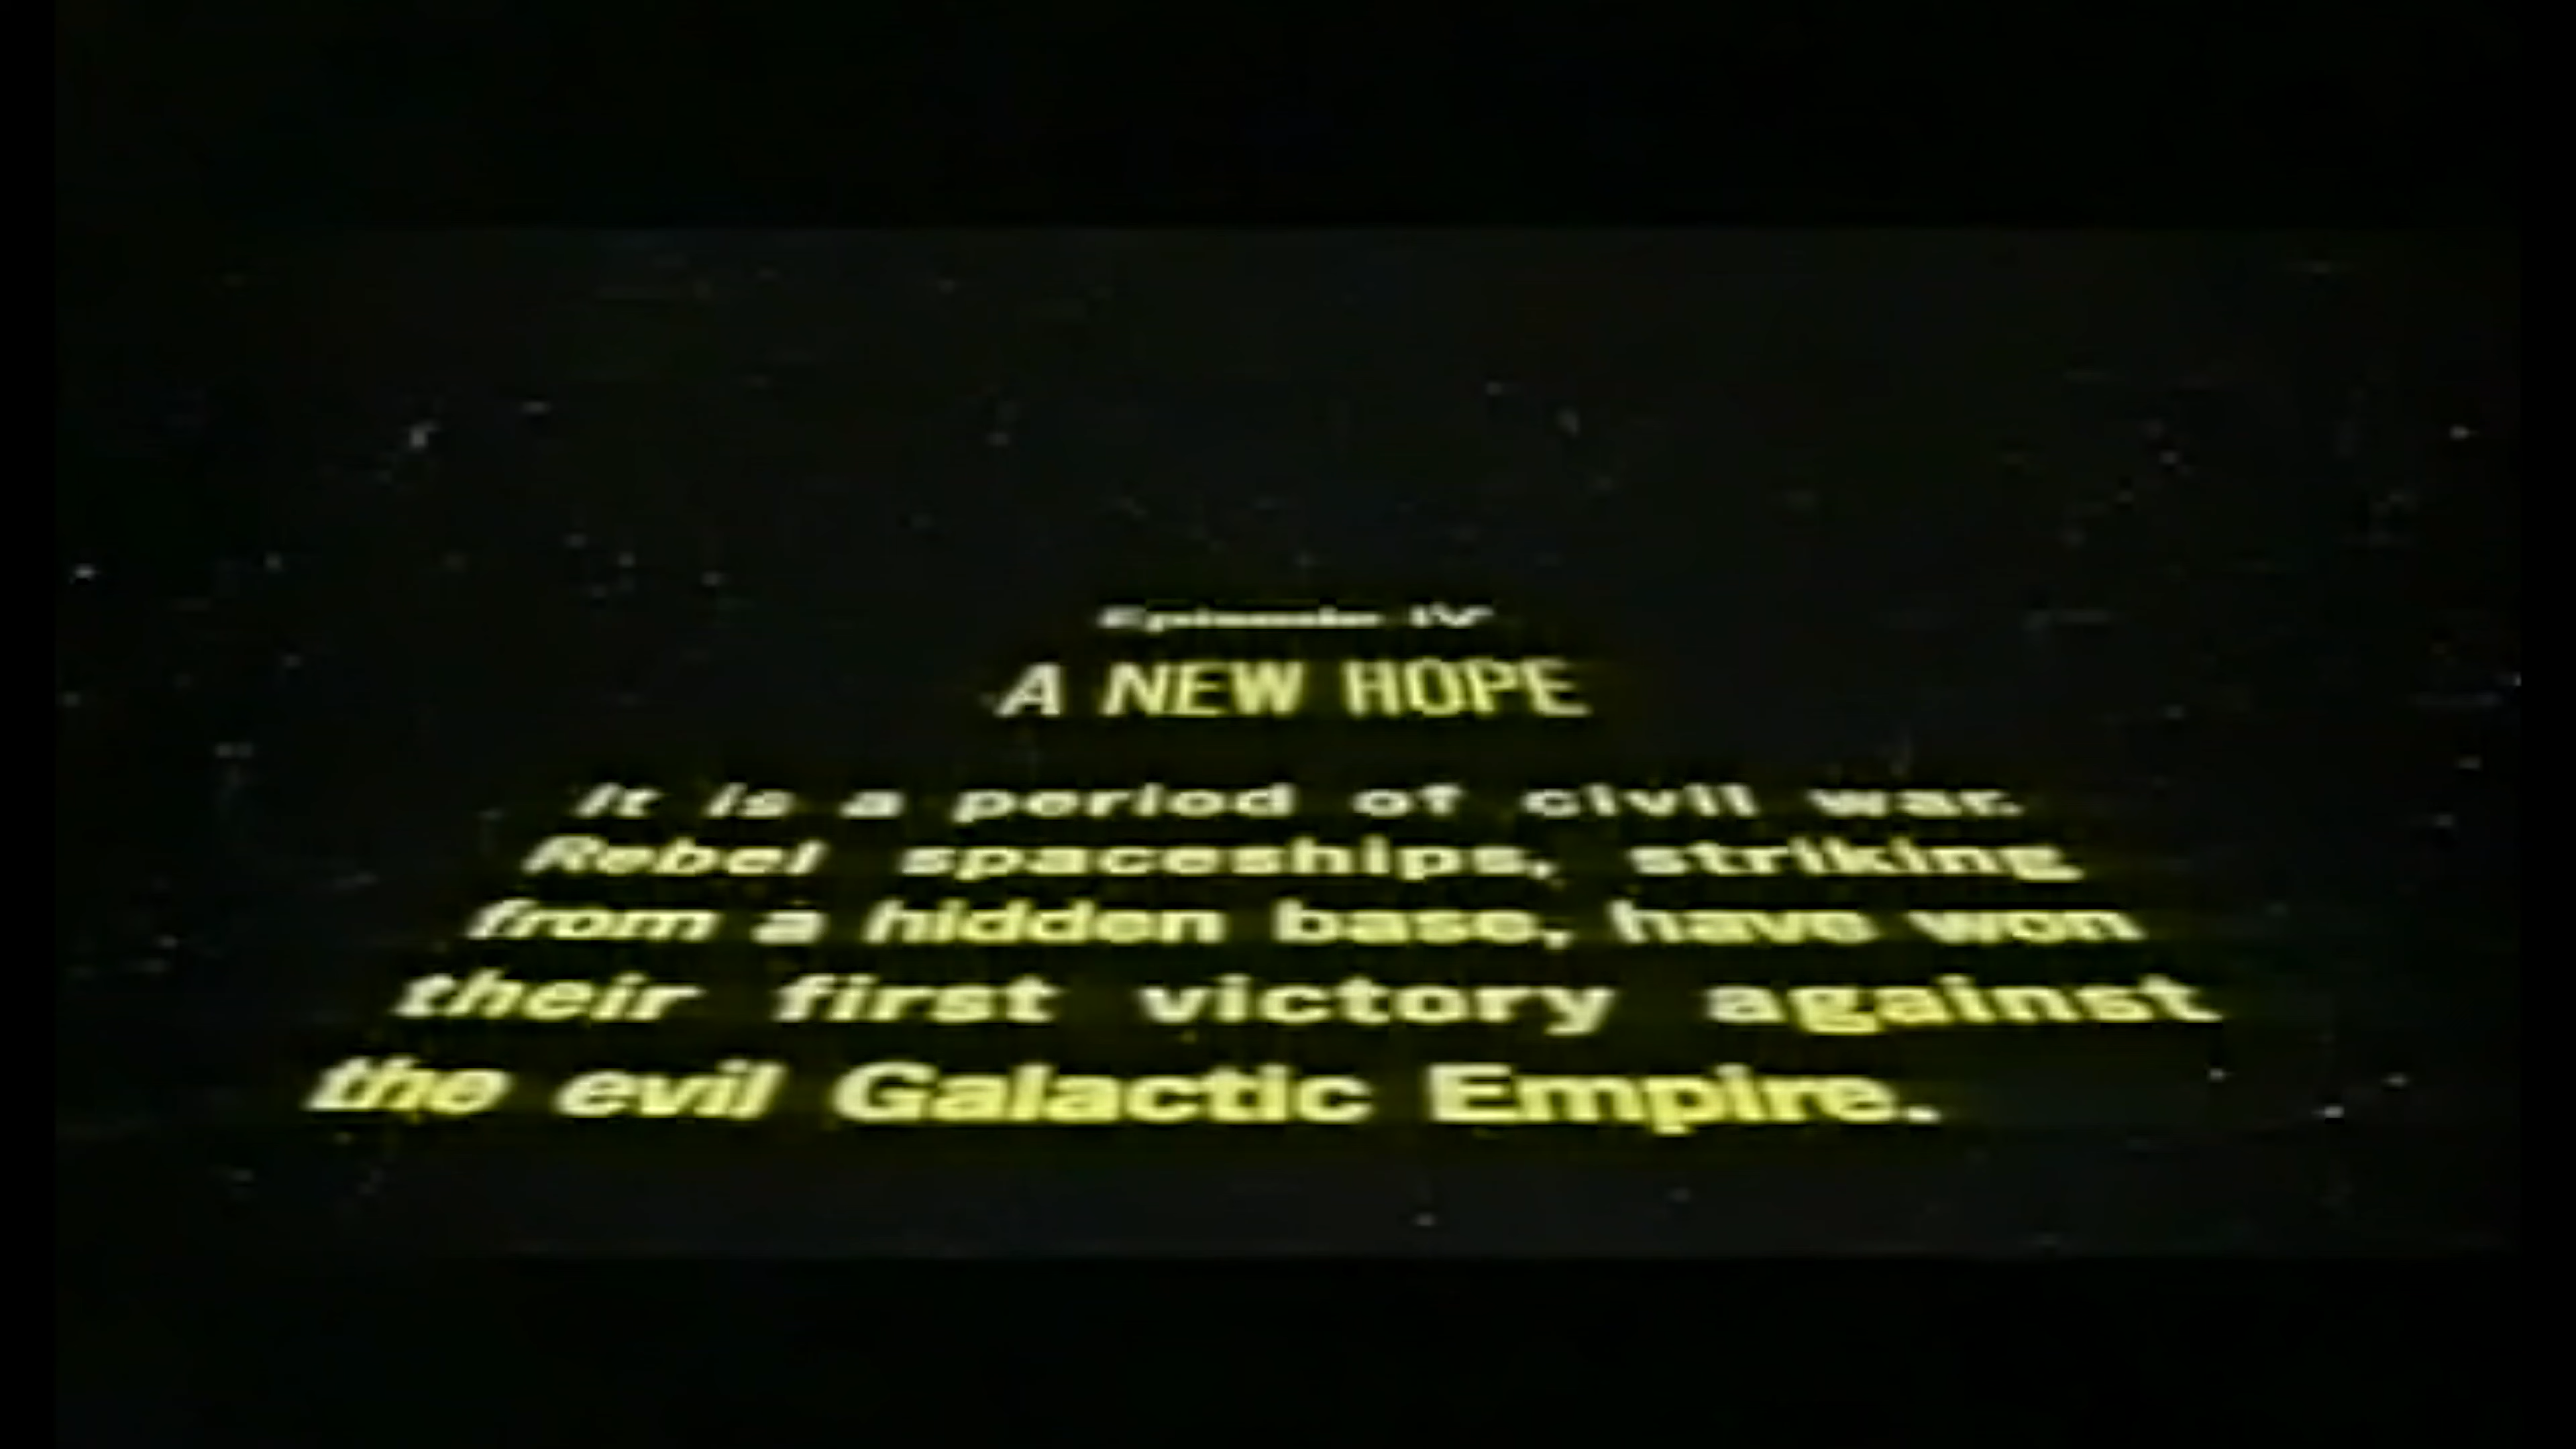 Episode IV
A NEW HOPE
It is a period of civil war.
Rebel spaceships, striking
from a hidden base, have won
their first victory against
the evil Galactic Empire.